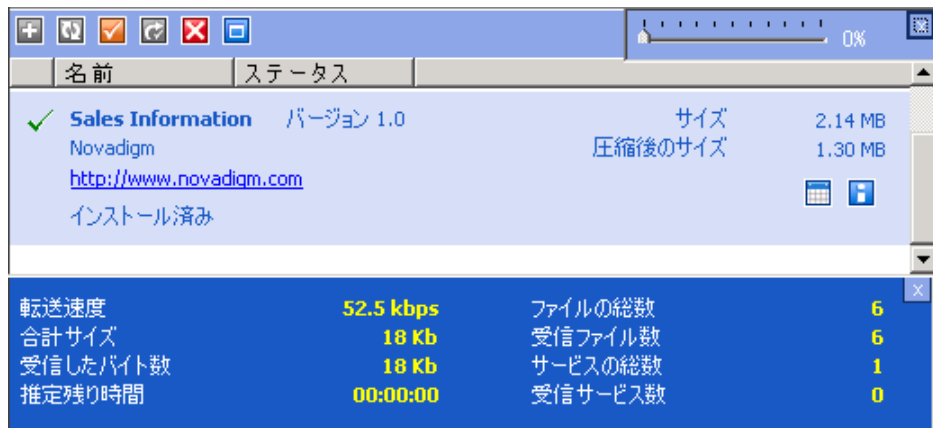 0%
名前 ステータス
Sales Information バージョン 1.0 サイズ 2.14 MB
Novadigm 圧縮後のサイズ 1.30 MB
http://www.novadigm.com
インストール済み
転送速度 52.5 kbps ファイルの総数 6
合計サイズ 18 Kb 受信ファイル数 6
受信したバイト数 18 Kb サービスの総数 1
推定残り時間 00:00:00 受信サービス数 0